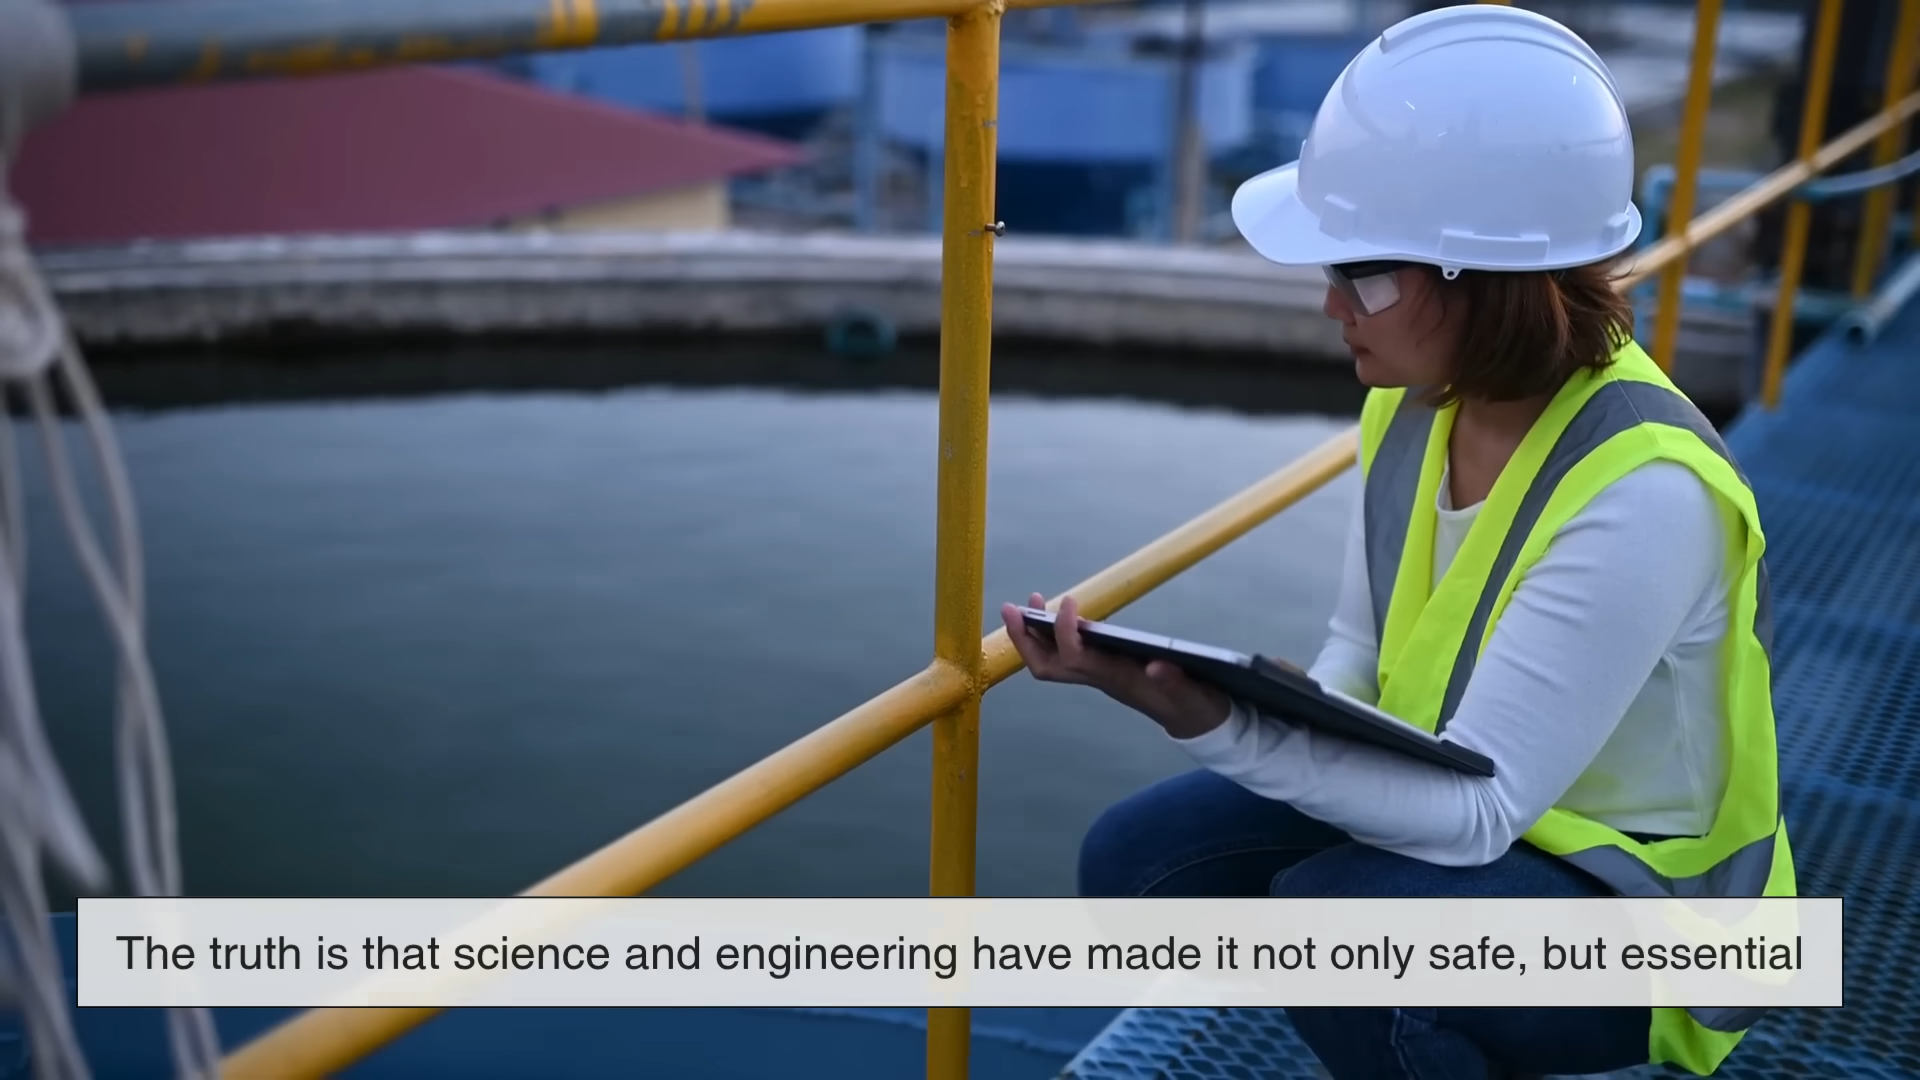 The truth is that science and engineering have made it not only safe, but essential